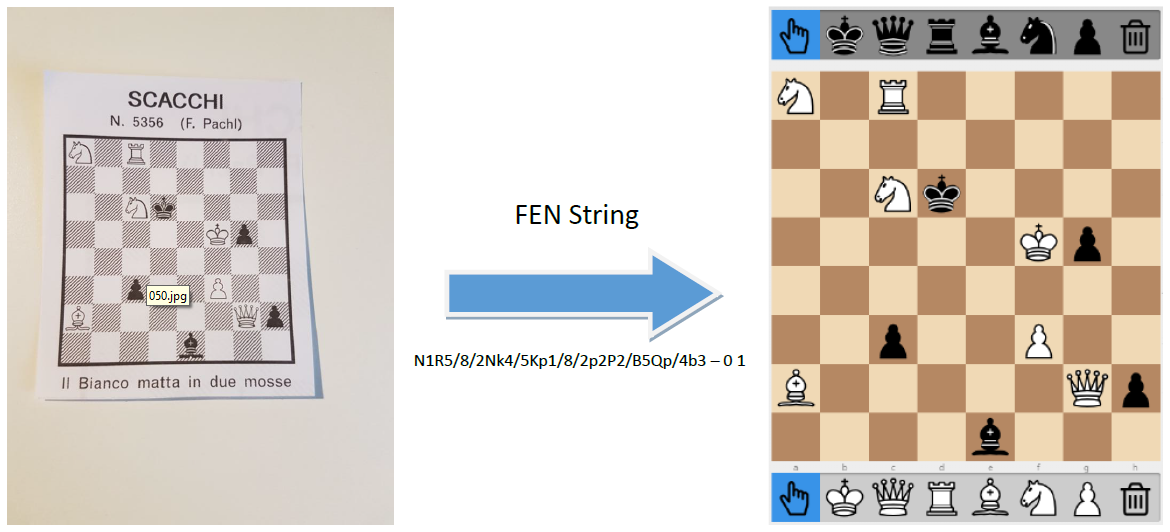 SCACCHI
N. 5356 (F. Pachl)
050.jpg
Il Bianco matta in due mosse
FEN String
N1R5/8/2Nk4/5Kp1/8/2p2P2/B5Qp/4b3 – 0 1
a b c d e f g h